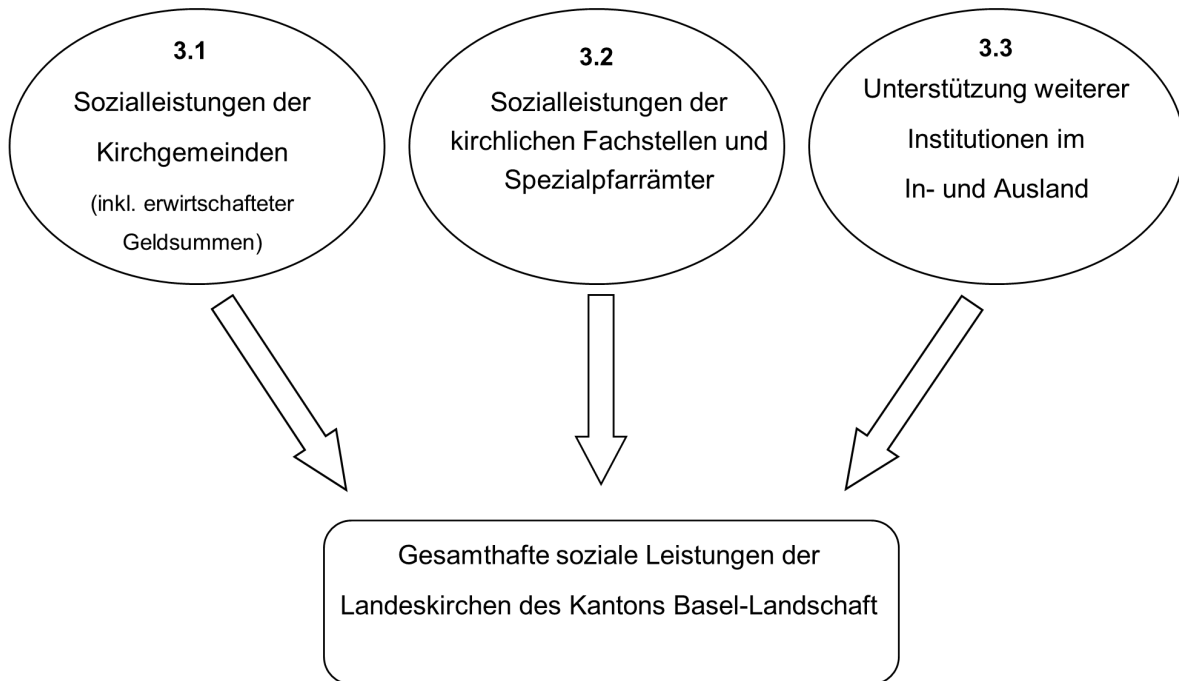 3.1
Sozialleistungen der
Kirchgemeinden
(inkl. erwirtschafteter
Geldsummen)
3.2
Sozialleistungen der
kirchlichen Fachstellen und
Spezialpfarrämter
3.3
Unterstützung weiterer
Institutionen im
In- und Ausland
Gesamthafte soziale Leistungen der
Landeskirchen des Kantons Basel-Landschaft